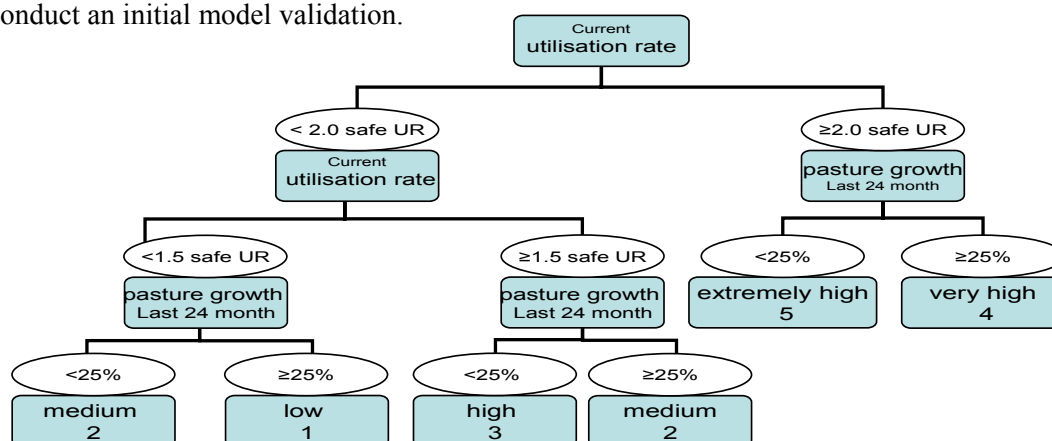 onduct an initial model validation.
Current
utilisation rate
< 2.0 safe UR
≥2.0 safe UR
Current
utilisation rate
pasture growth
Last 24 month
<1.5 safe UR
≥1.5 safe UR
<25%
≥25%
pasture growth
Last 24 month
pasture growth
Last 24 month
extremely high
5
very high
4
<25%
≥25%
<25%
≥25%
medium
2
low
1
high
3
medium
2